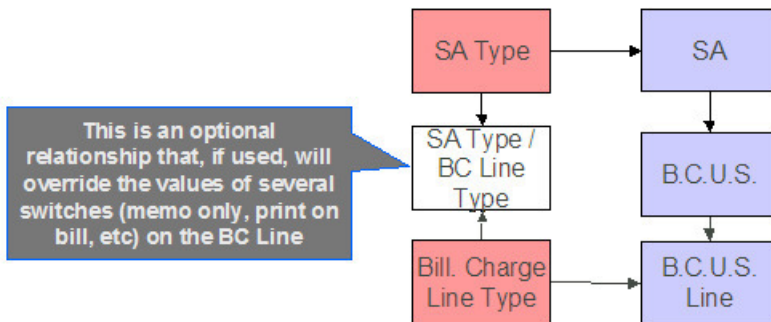 SA Type
SA
This is an optional
relationship that, if used, will
override the values of several
switches (memo only, print on
bill, etc) on the BC Line
SA Type /
BC Line
Type
B.C.U.S.
Bill. Charge
Line Type
B.C.U.S.
Line